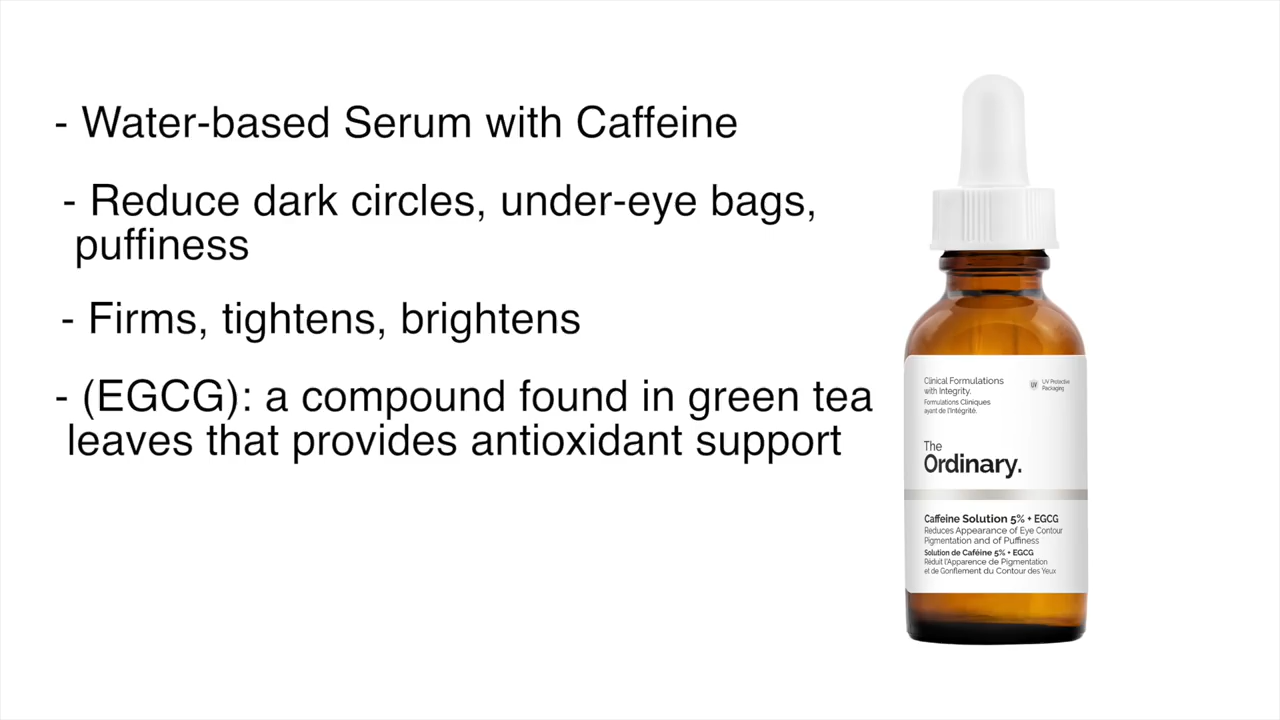 - Water-based Serum with Caffeine
- Reduce dark circles, under-eye bags,
puffiness
- Firms, tightens, brightens
- (EGCG): a compound found in green tea
leaves that provides antioxidant support
Clinical Formulations
with Integrity.
Formulations Cliniques
ayant de l'Intégrité.
UV
UV Protective
Packaging
The
Ordinary.
Caffeine Solution 5% + EGCG
Reduces Appearance of Eye Contour
Pigmentation and of Puffiness
Solution de Caféine 5% + EGCG
Réduit l'Apparence de Pigmentation
et de Gonflement du Contour des Yeux